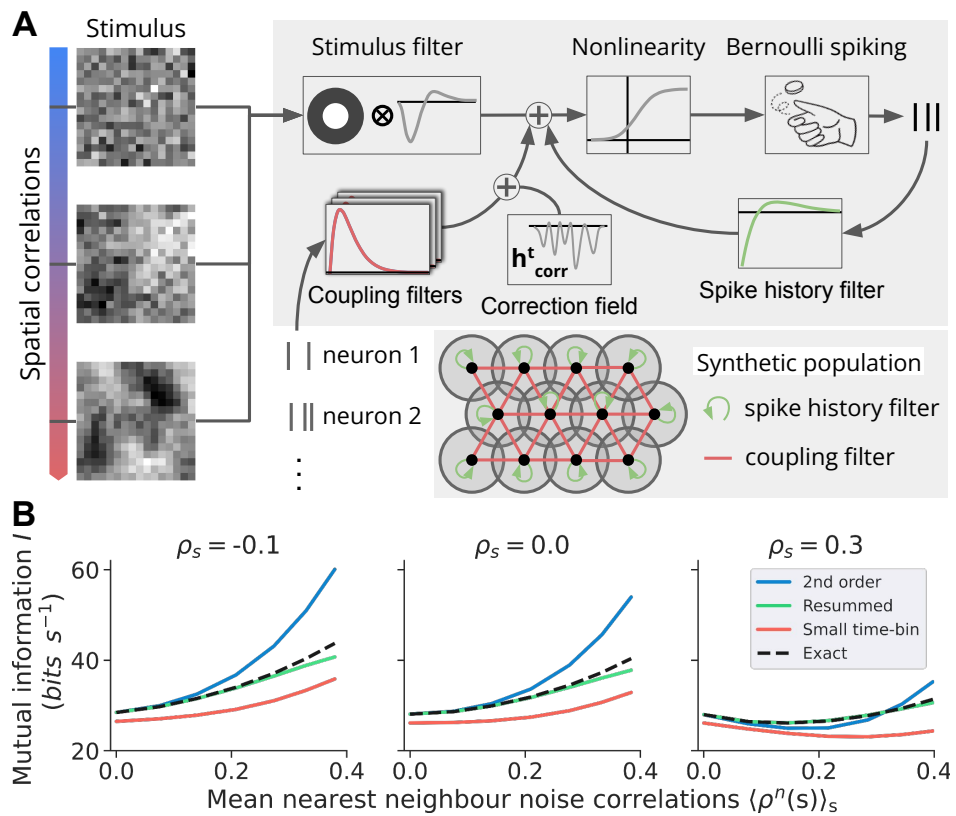 A
Stimulus
Spatial correlations
Stimulus filter
Nonlinearity
Bernoulli spiking
Coupling filters
h^t_corr
Correction field
Spike history filter
neuron 1
neuron 2
⋮
Synthetic population
spike history filter
coupling filter
B
ρ_s = -0.1
ρ_s = 0.0
ρ_s = 0.3
Mutual information I
(bits s⁻¹)
60
40
20
2nd order
Resummed
Small time-bin
Exact
0.0 0.2 0.4
0.0 0.2 0.4
0.0 0.2 0.4
Mean nearest neighbour noise correlations ⟨ρⁿ(s)⟩ₛ